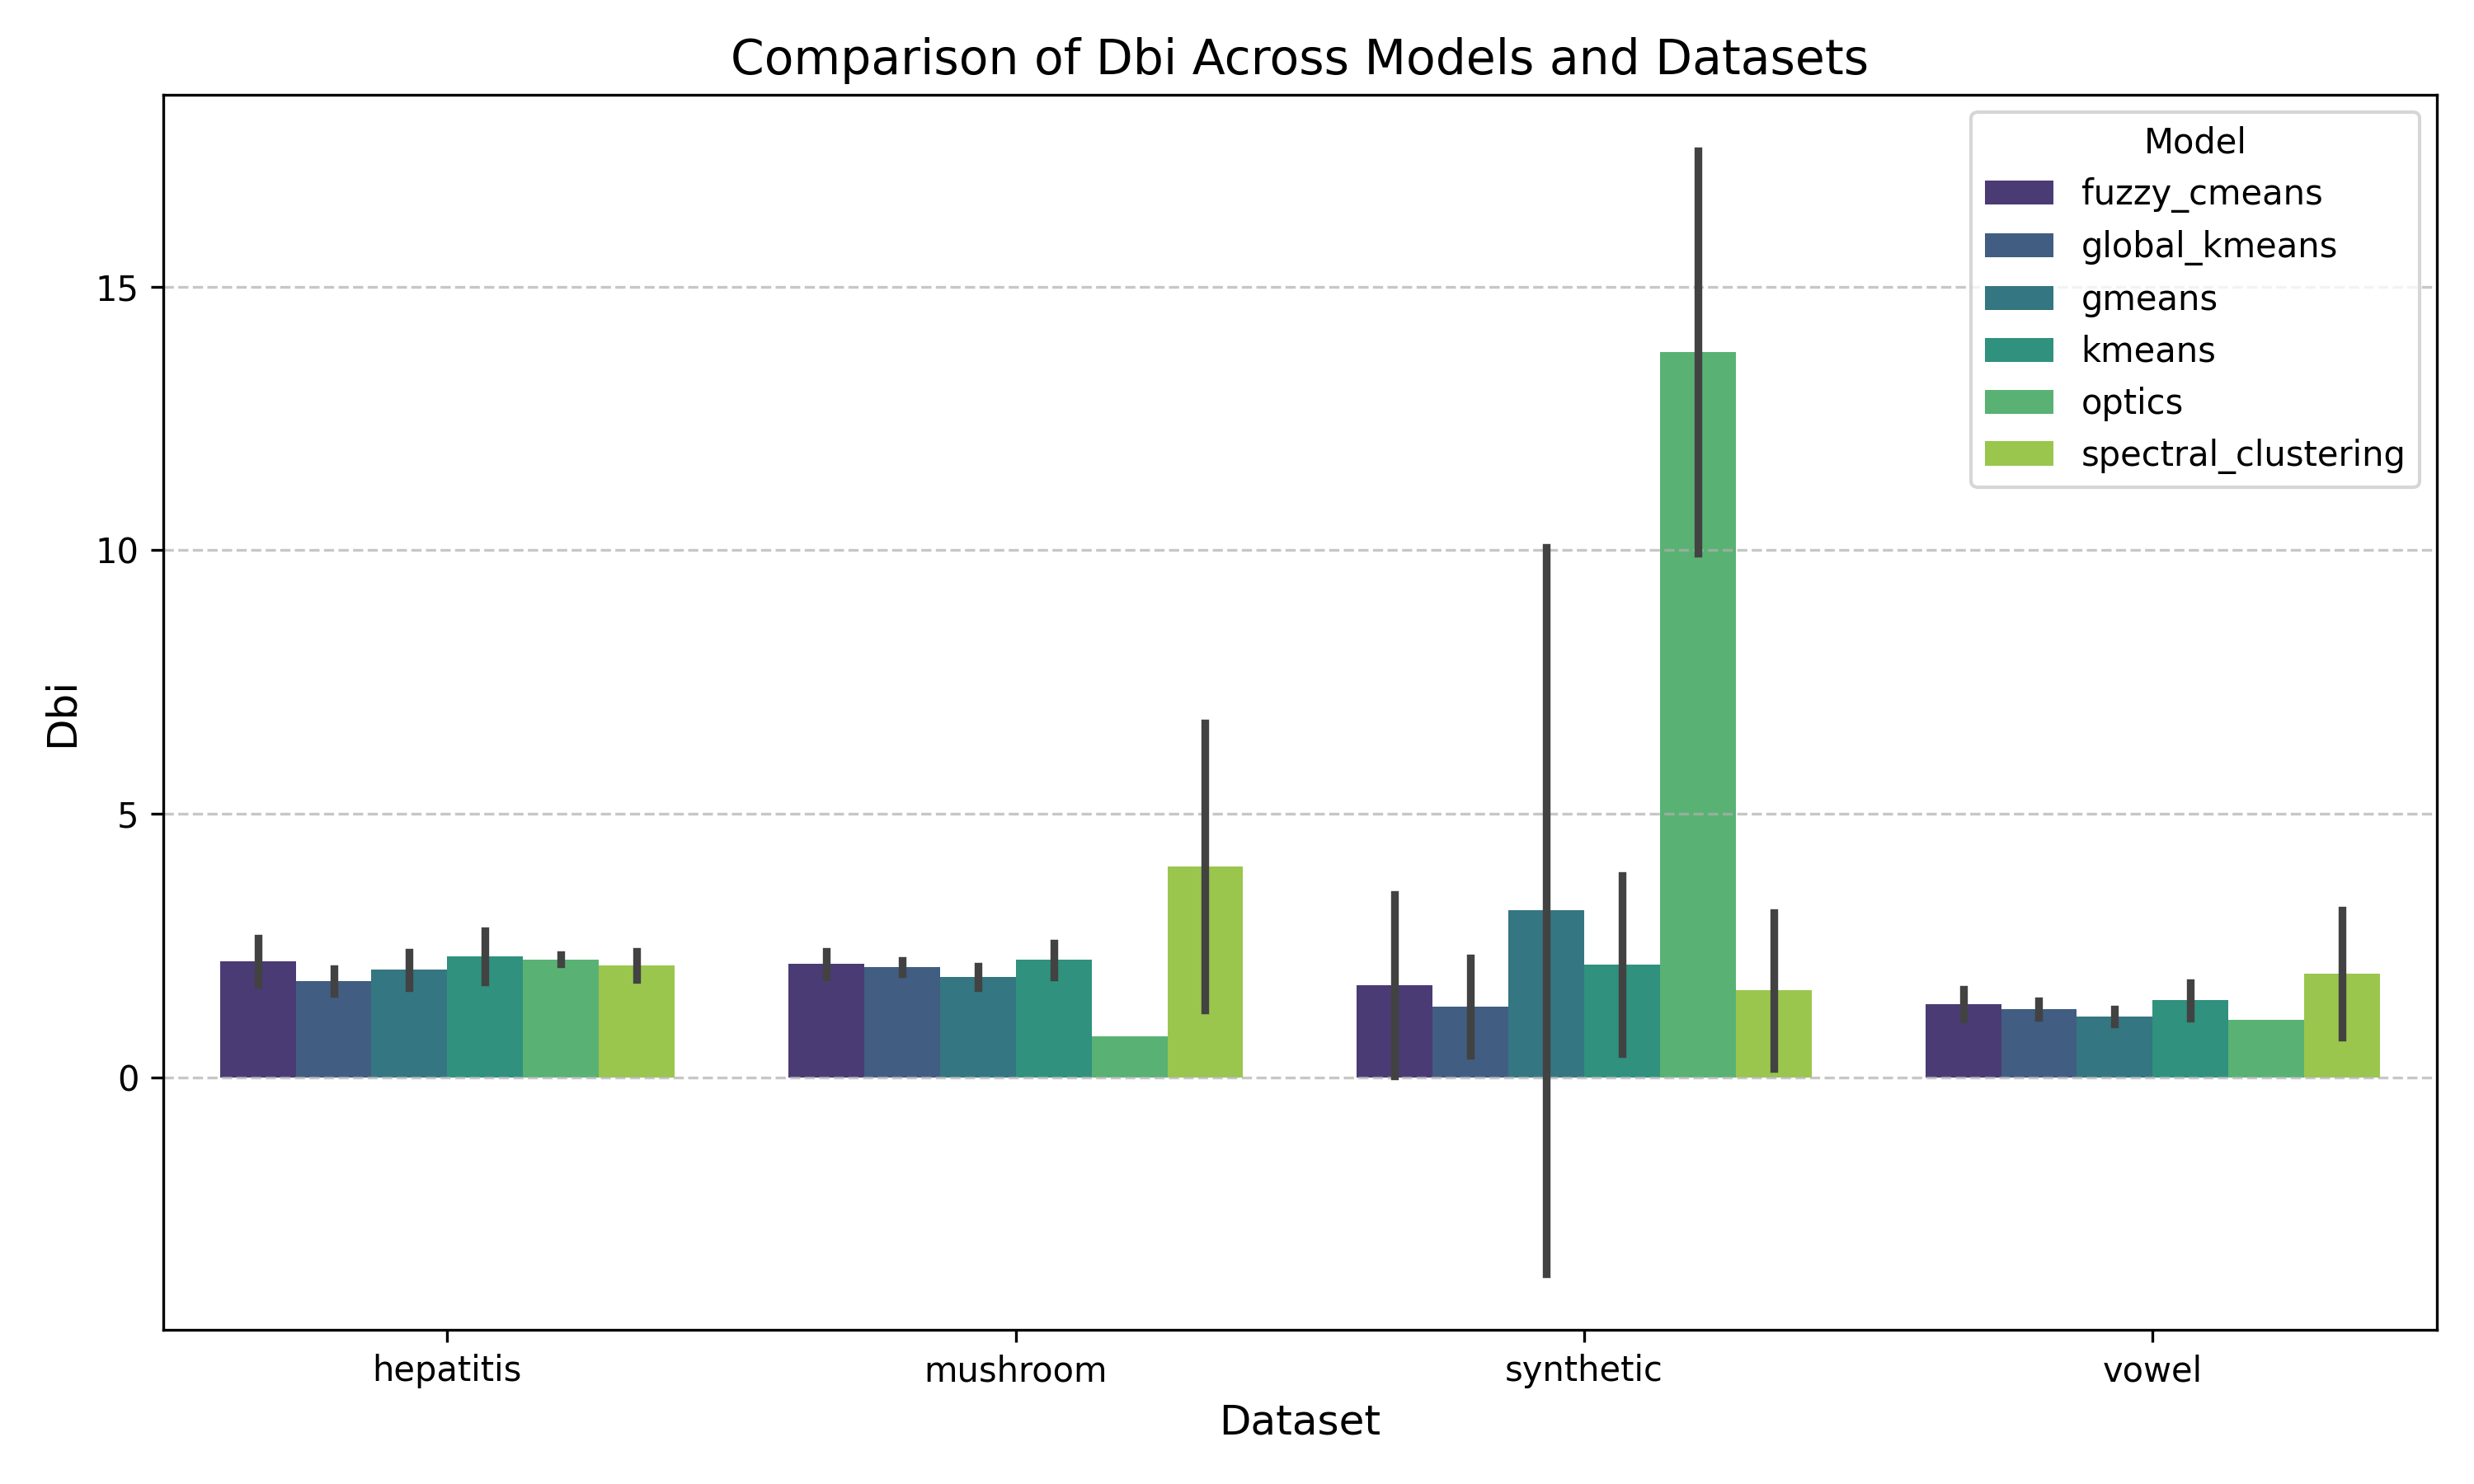 Comparison of Dbi Across Models and Datasets
Model
fuzzy_cmeans
global_kmeans
gmeans
kmeans
optics
spectral_clustering
15
10
5
0
Dbi
hepatitis
mushroom
synthetic
vowel
Dataset